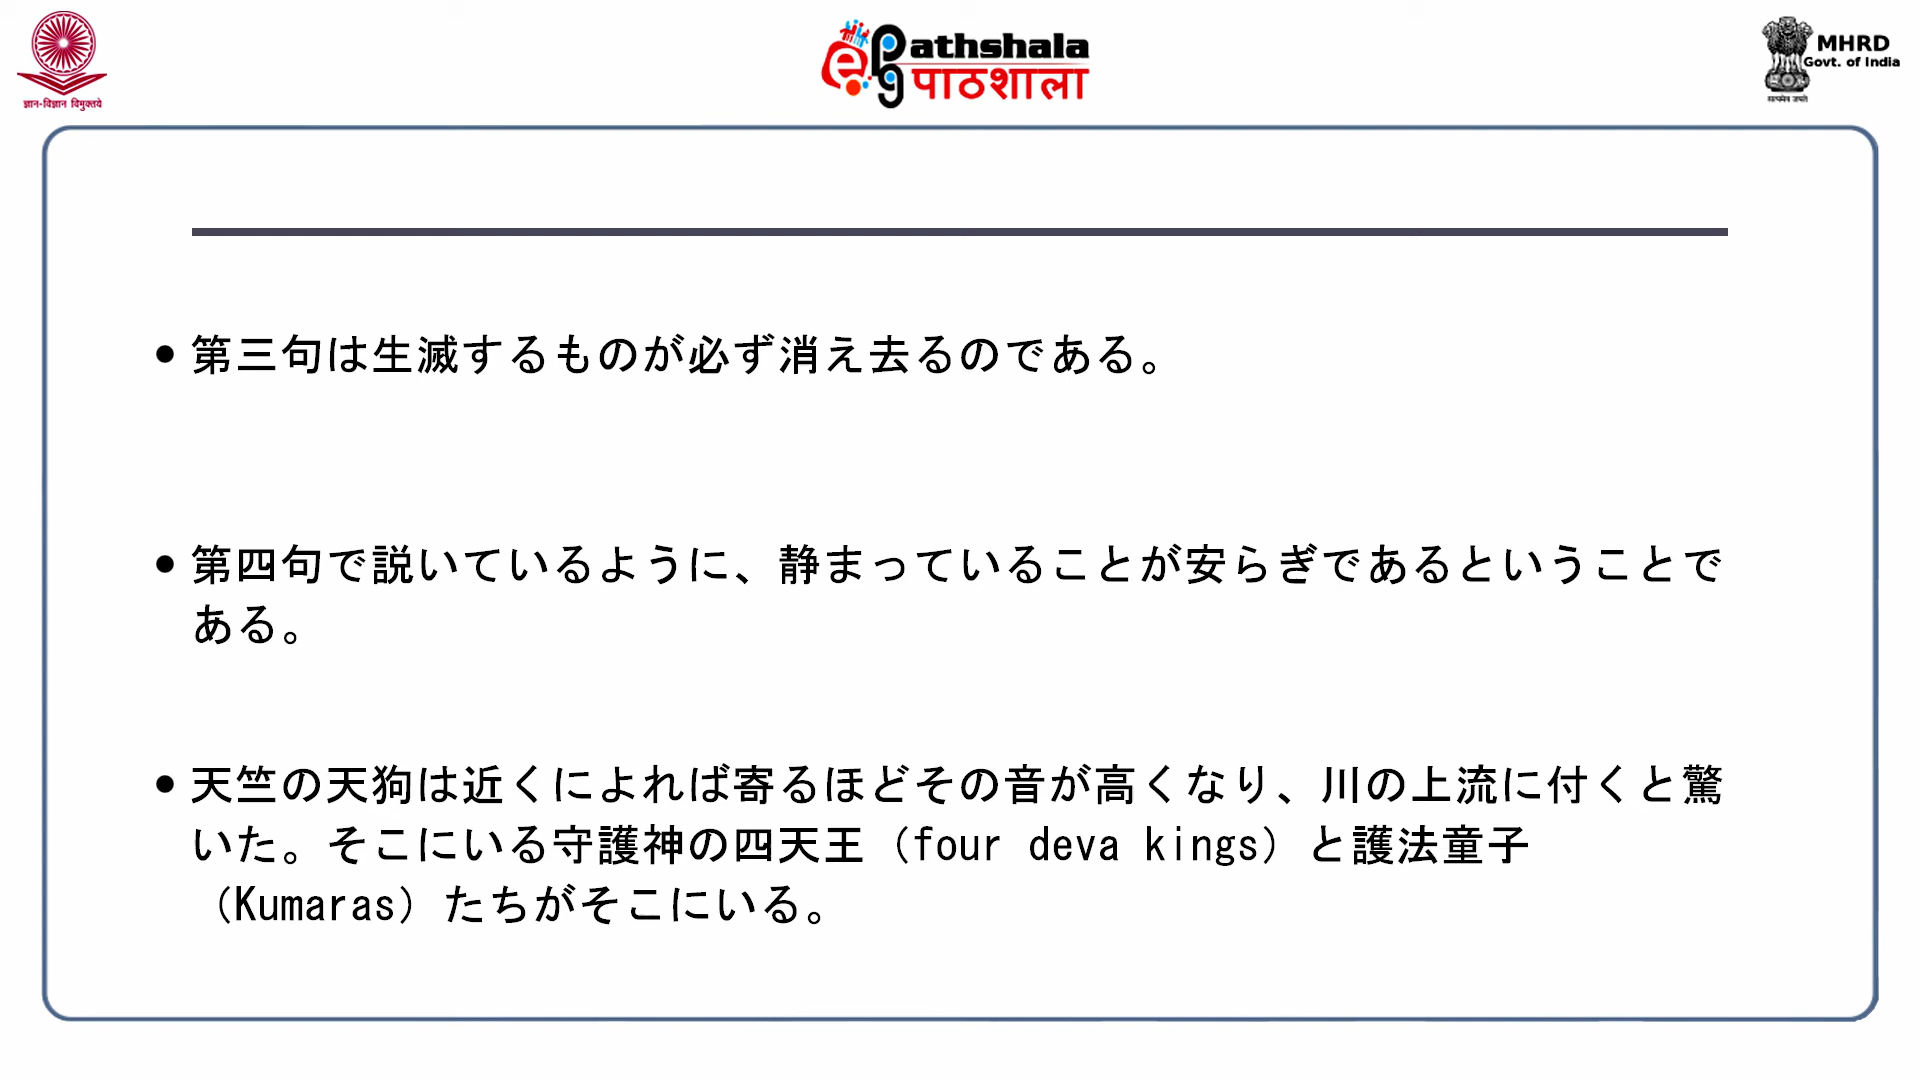 ज्ञान-विज्ञान विमुक्तये
ePgPathshala
पाठशाला
MHRD
Govt. of India
सत्यमेव जयते
• 第三句は生滅するものが必ず消え去るのである。
• 第四句で説いているように、静まっていることが安らぎであるということで
ある。
• 天竺の天狗は近くによれば寄るほどその音が高くなり、川の上流に付くと驚
いた。そこにいる守護神の四天王（four deva kings）と護法童子
（Kumaras）たちがそこにいる。